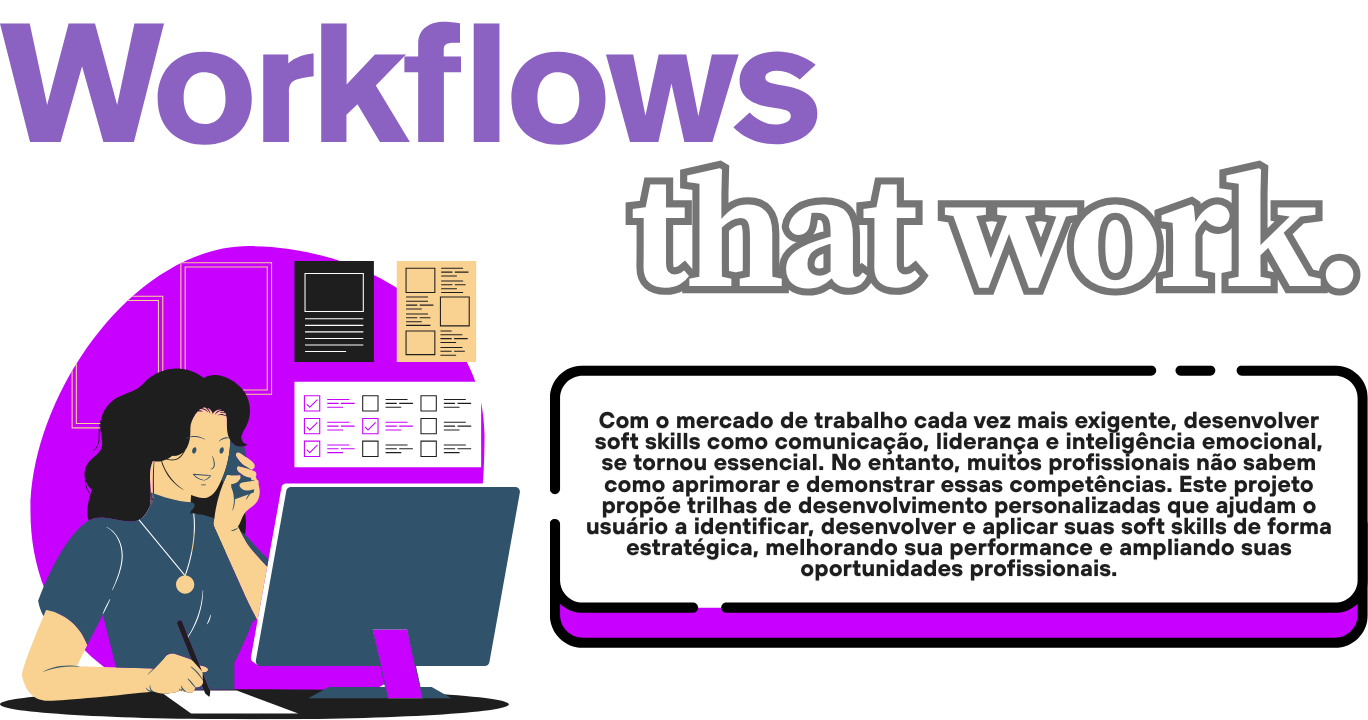 Workflows
that work.
Com o mercado de trabalho cada vez mais exigente, desenvolver
soft skills como comunicação, liderança e inteligência emocional,
se tornou essencial. No entanto, muitos profissionais não sabem
como aprimorar e demonstrar essas competências. Este projeto
propõe trilhas de desenvolvimento personalizadas que ajudam o
usuário a identificar, desenvolver e aplicar suas soft skills de forma
estratégica, melhorando sua performance e ampliando suas
oportunidades profissionais.